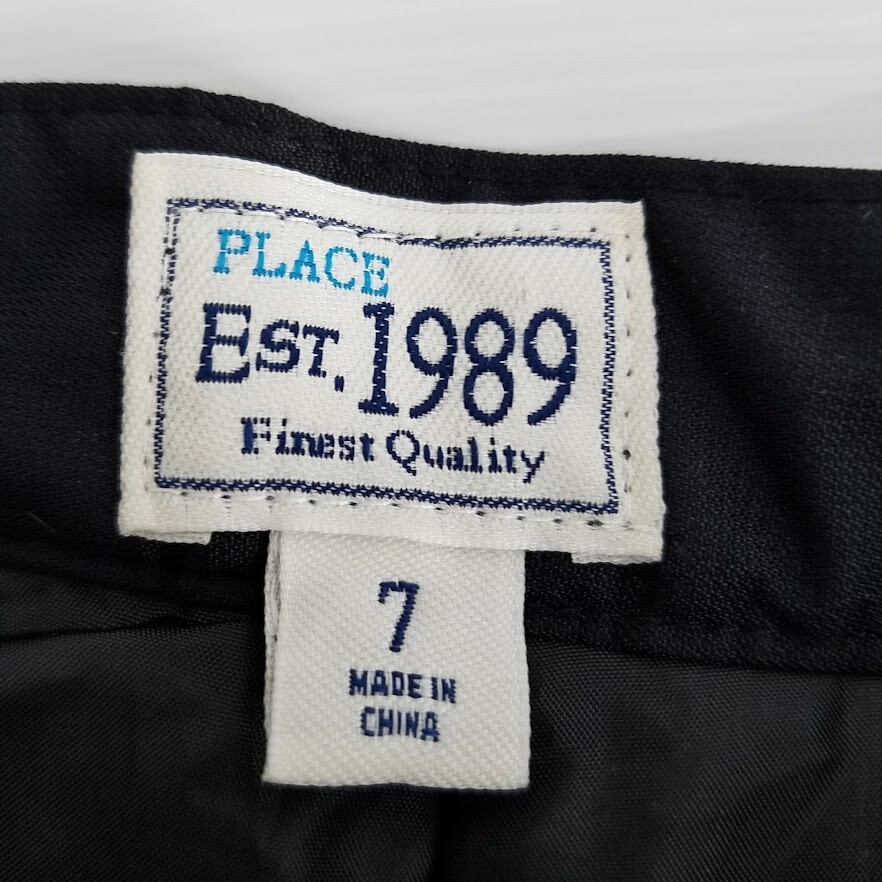 PLACE
EST. 1989
Finest Quality
7
MADE IN
CHINA